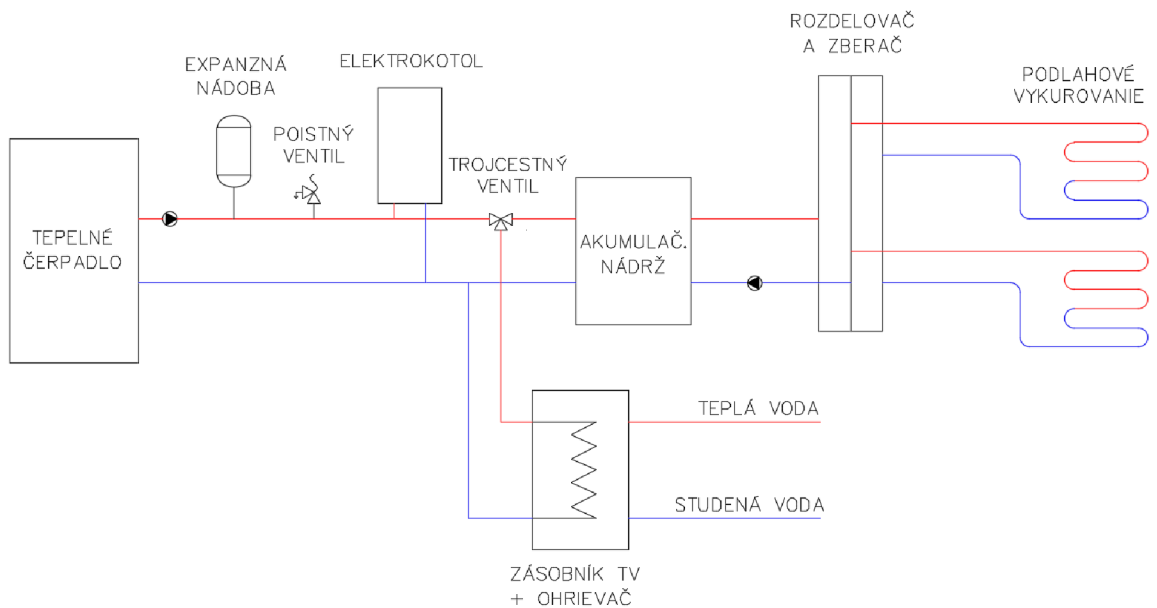 ROZDELOVAČ
A ZBERAČ
EXPANZNÁ
NÁDOBA
ELEKTROKOTOL
PODLAHOVÉ
VYKUROVANIE
POISTNÝ
VENTIL
TROJCESTNÝ
VENTIL
TEPELNÉ
ČERPADLO
AKUMULAČ.
NÁDRŽ
TEPLÁ VODA
STUDENÁ VODA
ZÁSOBNÍK TV
+ OHRIEVAČ